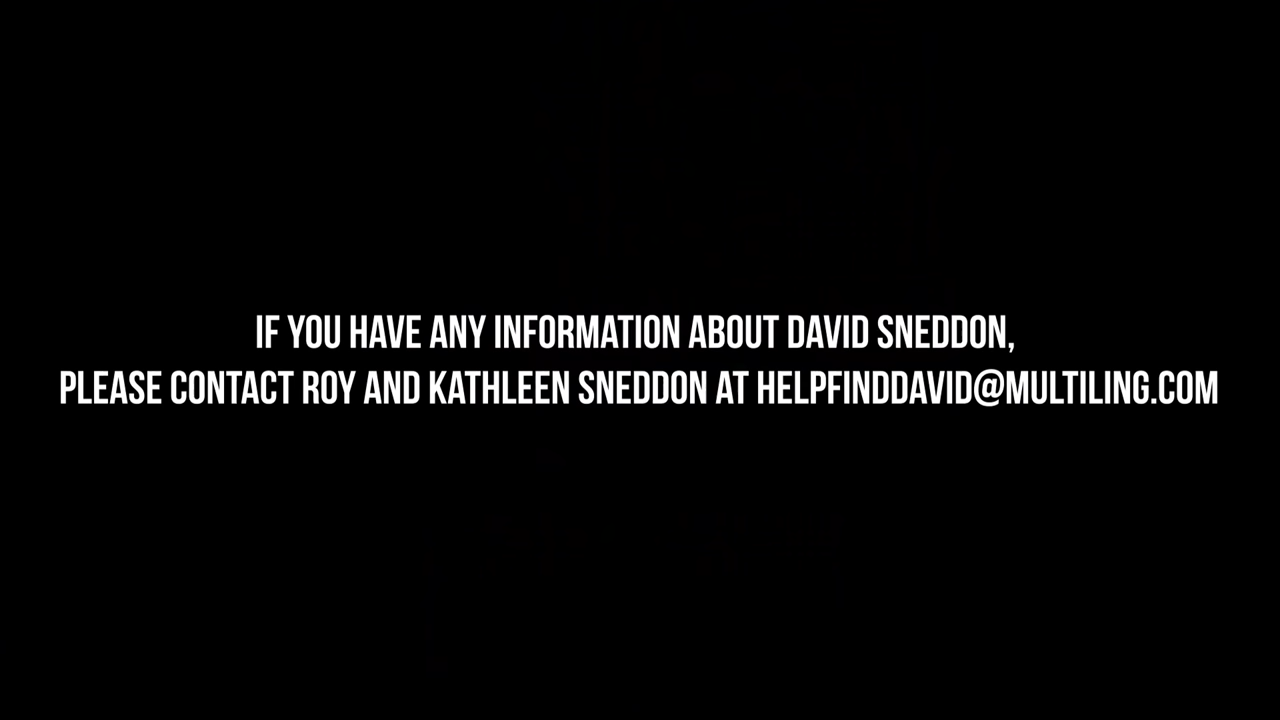 IF YOU HAVE ANY INFORMATION ABOUT DAVID SNEDDON,
PLEASE CONTACT ROY AND KATHLEEN SNEDDON AT HELPFINDDAVID@MULTILING.COM